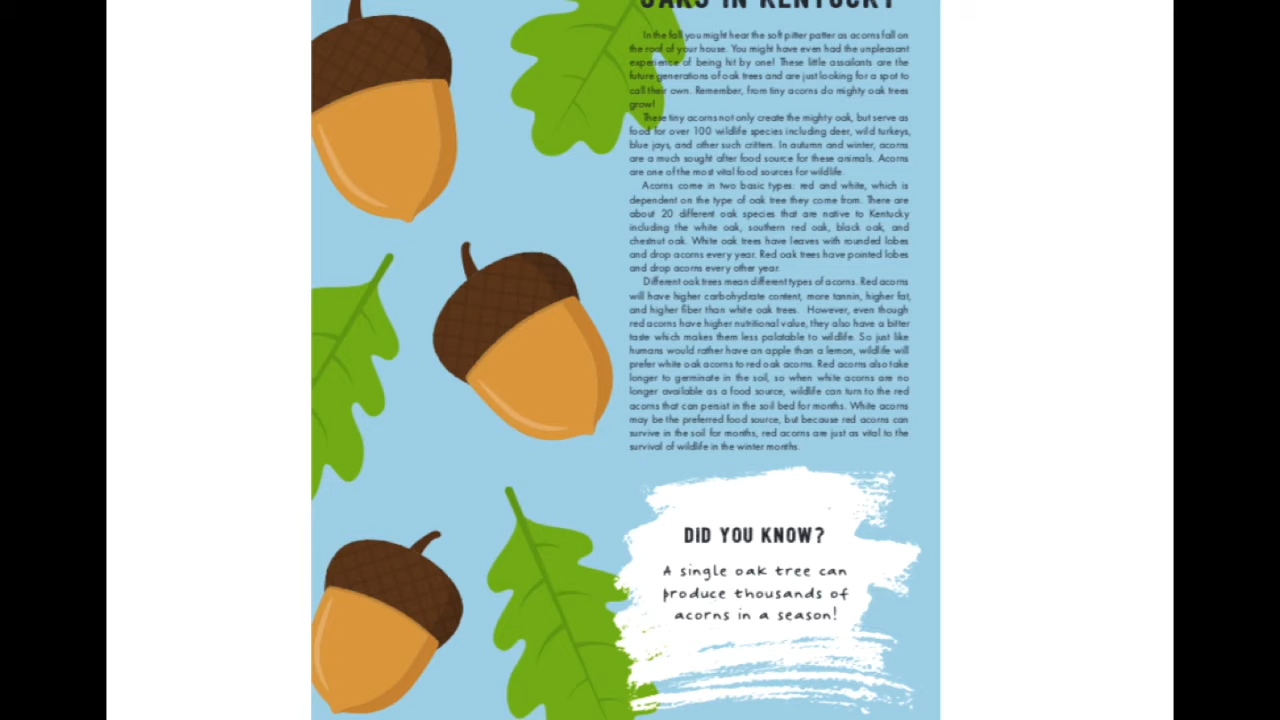 OAKS IN KENTUCKY
In the fall you might hear the soft pitter patter as acorns fall on
the roof of your house. You might have even had the unpleasant
experience of being hit by one! These little assailants are the
future generations of oak trees and are just looking for a spot to
call their own. Remember, from tiny acorns do mighty oak trees
grow!
These tiny acorns not only create the mighty oak, but serve as
food for over 100 wildlife species including deer, wild turkeys,
blue jays, and other such critters. In autumn and winter, acorns
are a much sought after food source for these animals. Acorns
are one of the most vital food sources for wildlife.
Acorns come in two basic types: red and white, which is
dependent on the type of oak tree they come from. There are
about 20 different oak species that are native to Kentucky
including the white oak, southern red oak, black oak, and
chestnut oak. White oak trees have leaves with rounded lobes
and drop acorns every year. Red oak trees have pointed lobes
and drop acorns every other year.
Different oak trees mean different types of acorns. Red acorns
will have higher carbohydrate content, more tannin, higher fat,
and higher fiber than white oak trees. However, even though
red acorns have higher nutritional value, they also have a bitter
taste which makes them less palatable to wildlife. So just like
humans would rather have an apple than a lemon, wildlife will
prefer white oak acorns to red oak acorns. Red acorns also take
longer to germinate in the soil, so when white acorns are no
longer available as a food source, wildlife can turn to the red
acorns that can persist in the soil bed for months. White acorns
may be the preferred food source, but because red acorns can
survive in the soil for months, red acorns are just as vital to the
survival of wildlife in the winter months.
DID YOU KNOW?
A single oak tree can
produce thousands of
acorns in a season!